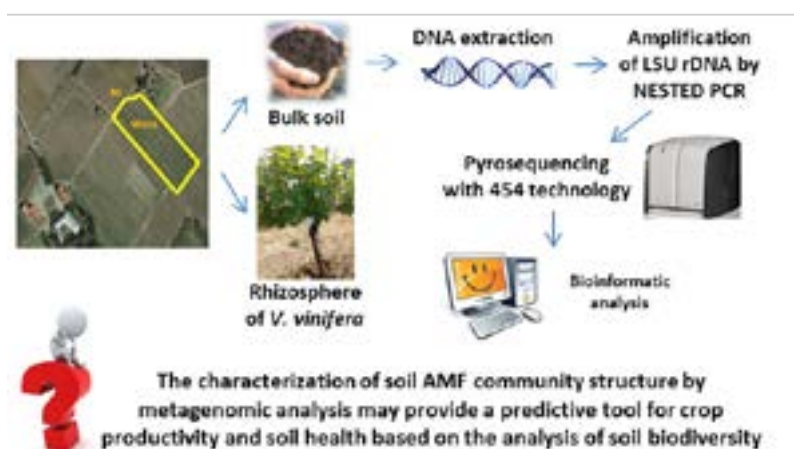 DNA extraction
Amplification
of LSU rDNA by
NESTED PCR
Bulk soil
Pyrosequencing
with 454 technology
Rhizosphere
of V. vinifera
Bioinformatic
analysis
The characterization of soil AMF community structure by
metagenomic analysis may provide a predictive tool for crop
productivity and soil health based on the analysis of soil biodiversity